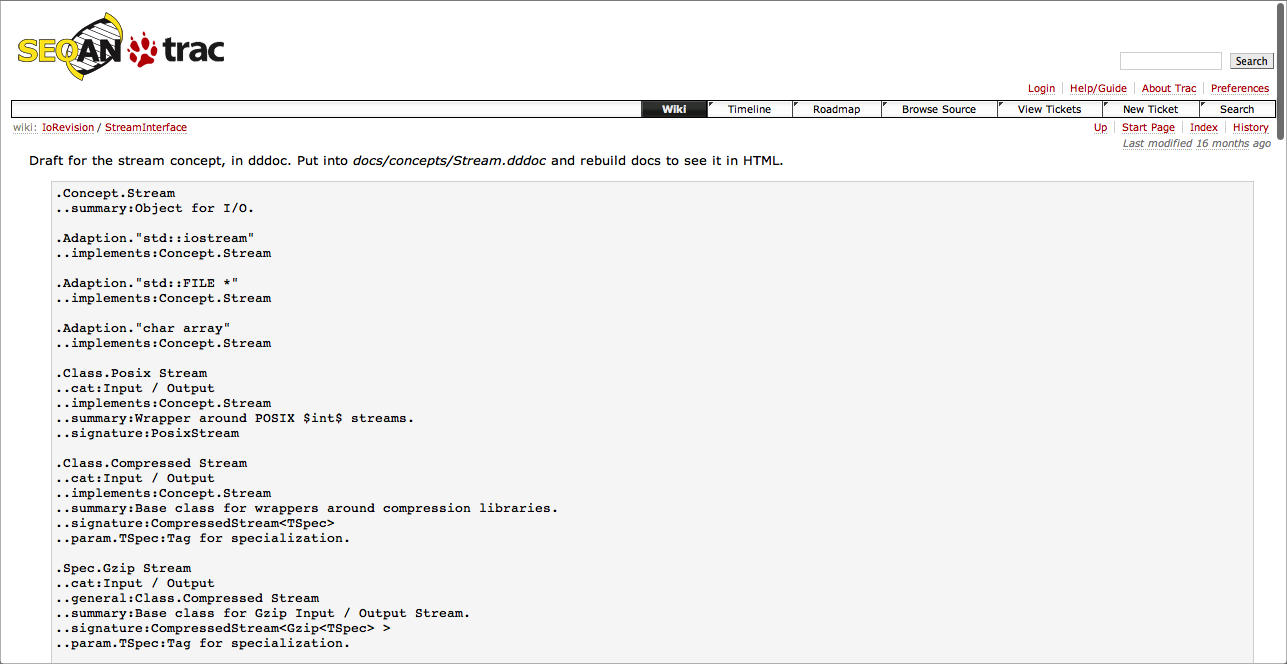 SEQAN trac
Search
Login Help/Guide About Trac Preferences
Wiki Timeline Roadmap Browse Source View Tickets New Ticket Search
wiki: IoRevision / StreamInterface
Up Start Page Index History
Last modified 16 months ago
Draft for the stream concept, in dddoc. Put into docs/concepts/Stream.dddoc and rebuild docs to see it in HTML.
.Concept.Stream
..summary:Object for I/O.
.Adaption."std::iostream"
..implements:Concept.Stream
.Adaption."std::FILE *"
..implements:Concept.Stream
.Adaption."char array"
..implements:Concept.Stream
.Class.Posix Stream
..cat:Input / Output
..implements:Concept.Stream
..summary:Wrapper around POSIX $int$ streams.
..signature:PosixStream
.Class.Compressed Stream
..cat:Input / Output
..implements:Concept.Stream
..summary:Base class for wrappers around compression libraries.
..signature:CompressedStream<TSpec>
..param.TSpec:Tag for specialization.
.Spec.Gzip Stream
..cat:Input / Output
..general:Class.Compressed Stream
..summary:Base class for Gzip Input / Output Stream.
..signature:CompressedStream<Gzip<TSpec> >
..param.TSpec:Tag for specialization.